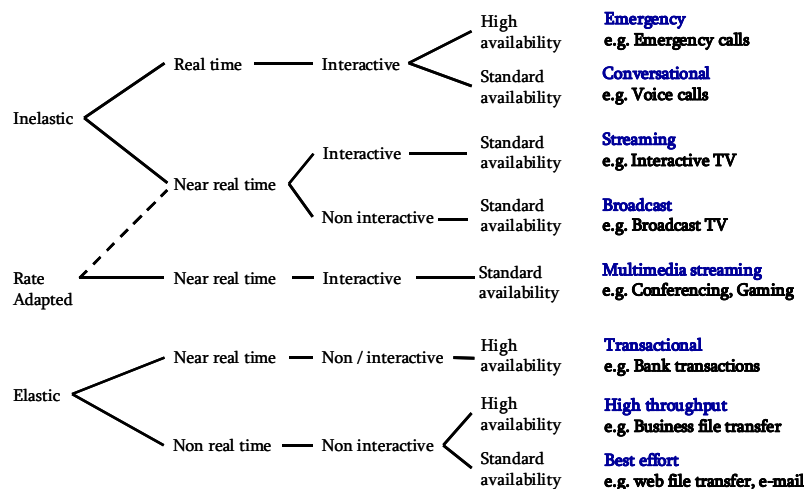 High
availability
Emergency
e.g. Emergency calls
Real time
Interactive
Standard
availability
Conversational
e.g. Voice calls
Inelastic
Interactive
Standard
availability
Streaming
e.g. Interactive TV
Near real time
Non interactive
Standard
availability
Broadcast
e.g. Broadcast TV
Rate
Adapted
Near real time
Interactive
Standard
availability
Multimedia streaming
e.g. Conferencing, Gaming
Near real time
Non / interactive
High
availability
Transactional
e.g. Bank transactions
Elastic
High
availability
High throughput
e.g. Business file transfer
Non real time
Non interactive
Standard
availability
Best effort
e.g. web file transfer, e-mail